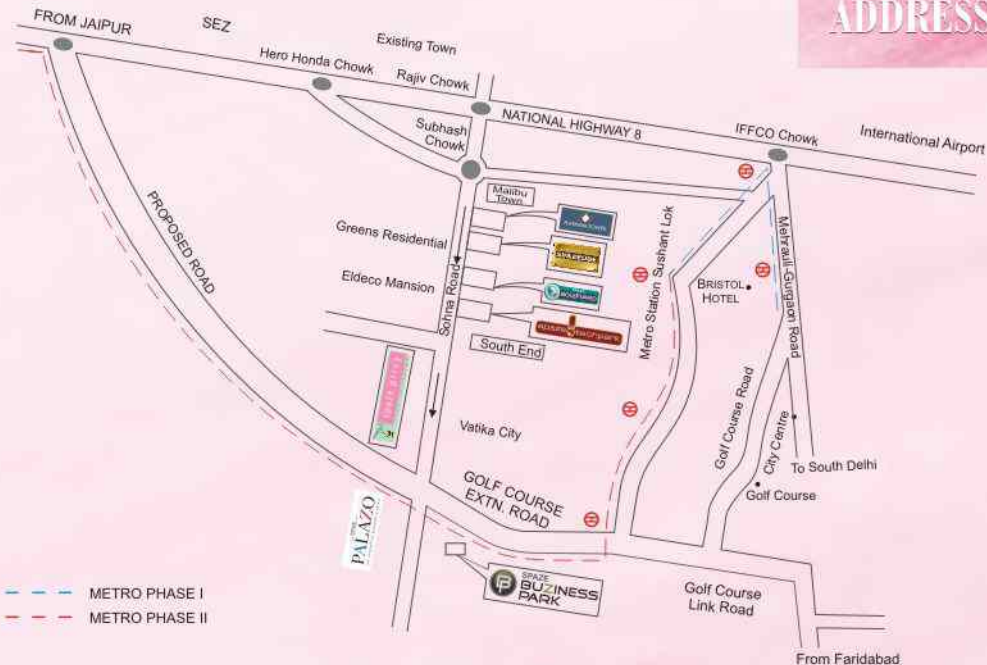 ADDRESS
FROM JAIPUR
SEZ
Existing Town
Hero Honda Chowk
Rajiv Chowk
NATIONAL HIGHWAY 8
IFFCO Chowk
International Airport
Subhash
Chowk
Malibu
Town
PROPOSED ROAD
Greens Residential
Eldeco Mansion
Sohna Road
South End
Metro Station Sushant Lok
BRISTOL
HOTEL
Mehrauli-Gurgaon Road
Golf Course Road
City Centre
To South Delhi
Golf Course
Vatika City
GOLF COURSE
EXTN. ROAD
PALAZO
SPAZE
BUZINESS
PARK
Golf Course
Link Road
From Faridabad
METRO PHASE I
METRO PHASE II